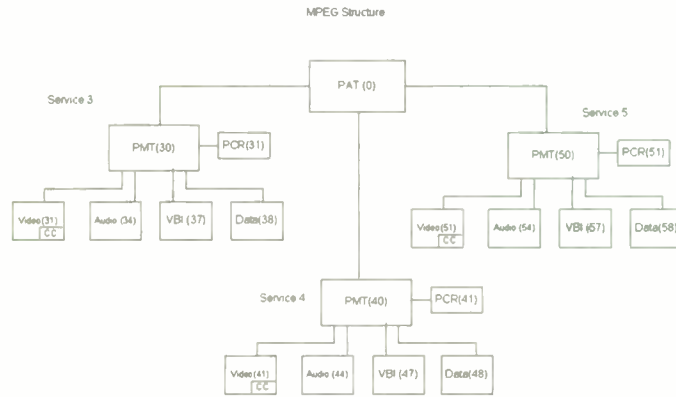 MPEG Structure
PAT (0)
Service 3
Service 5
PMT(30)
PCR(31)
PMT(50)
PCR(51)
Video (31)
CC
Audio (34)
VBI (37)
Data(38)
Video (51)
CC
Audio (54)
VBI (57)
Data(58)
Service 4
PMT(40)
PCR(41)
Video (41)
CC
Audio (44)
VBI (47)
Data(48)